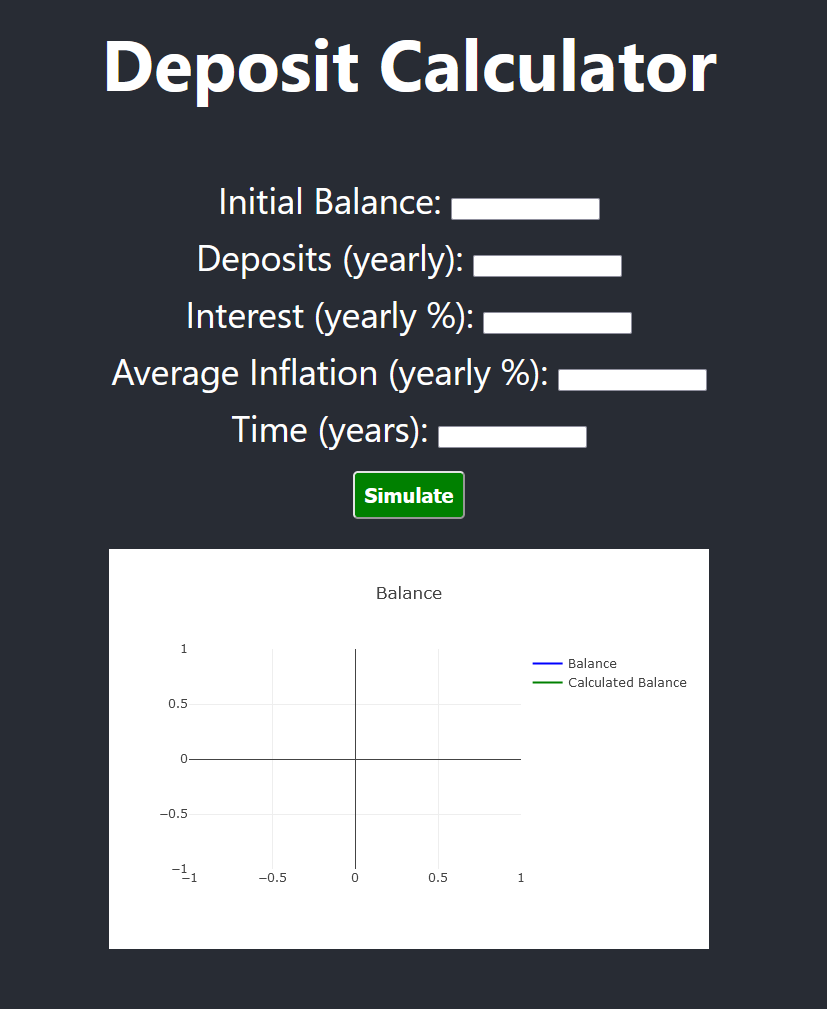 Deposit Calculator
Initial Balance:
Deposits (yearly):
Interest (yearly %):
Average Inflation (yearly %):
Time (years):
Simulate
Balance
1
0.5
0
−0.5
−1
Balance
Calculated Balance
−1
−0.5
0
0.5
1